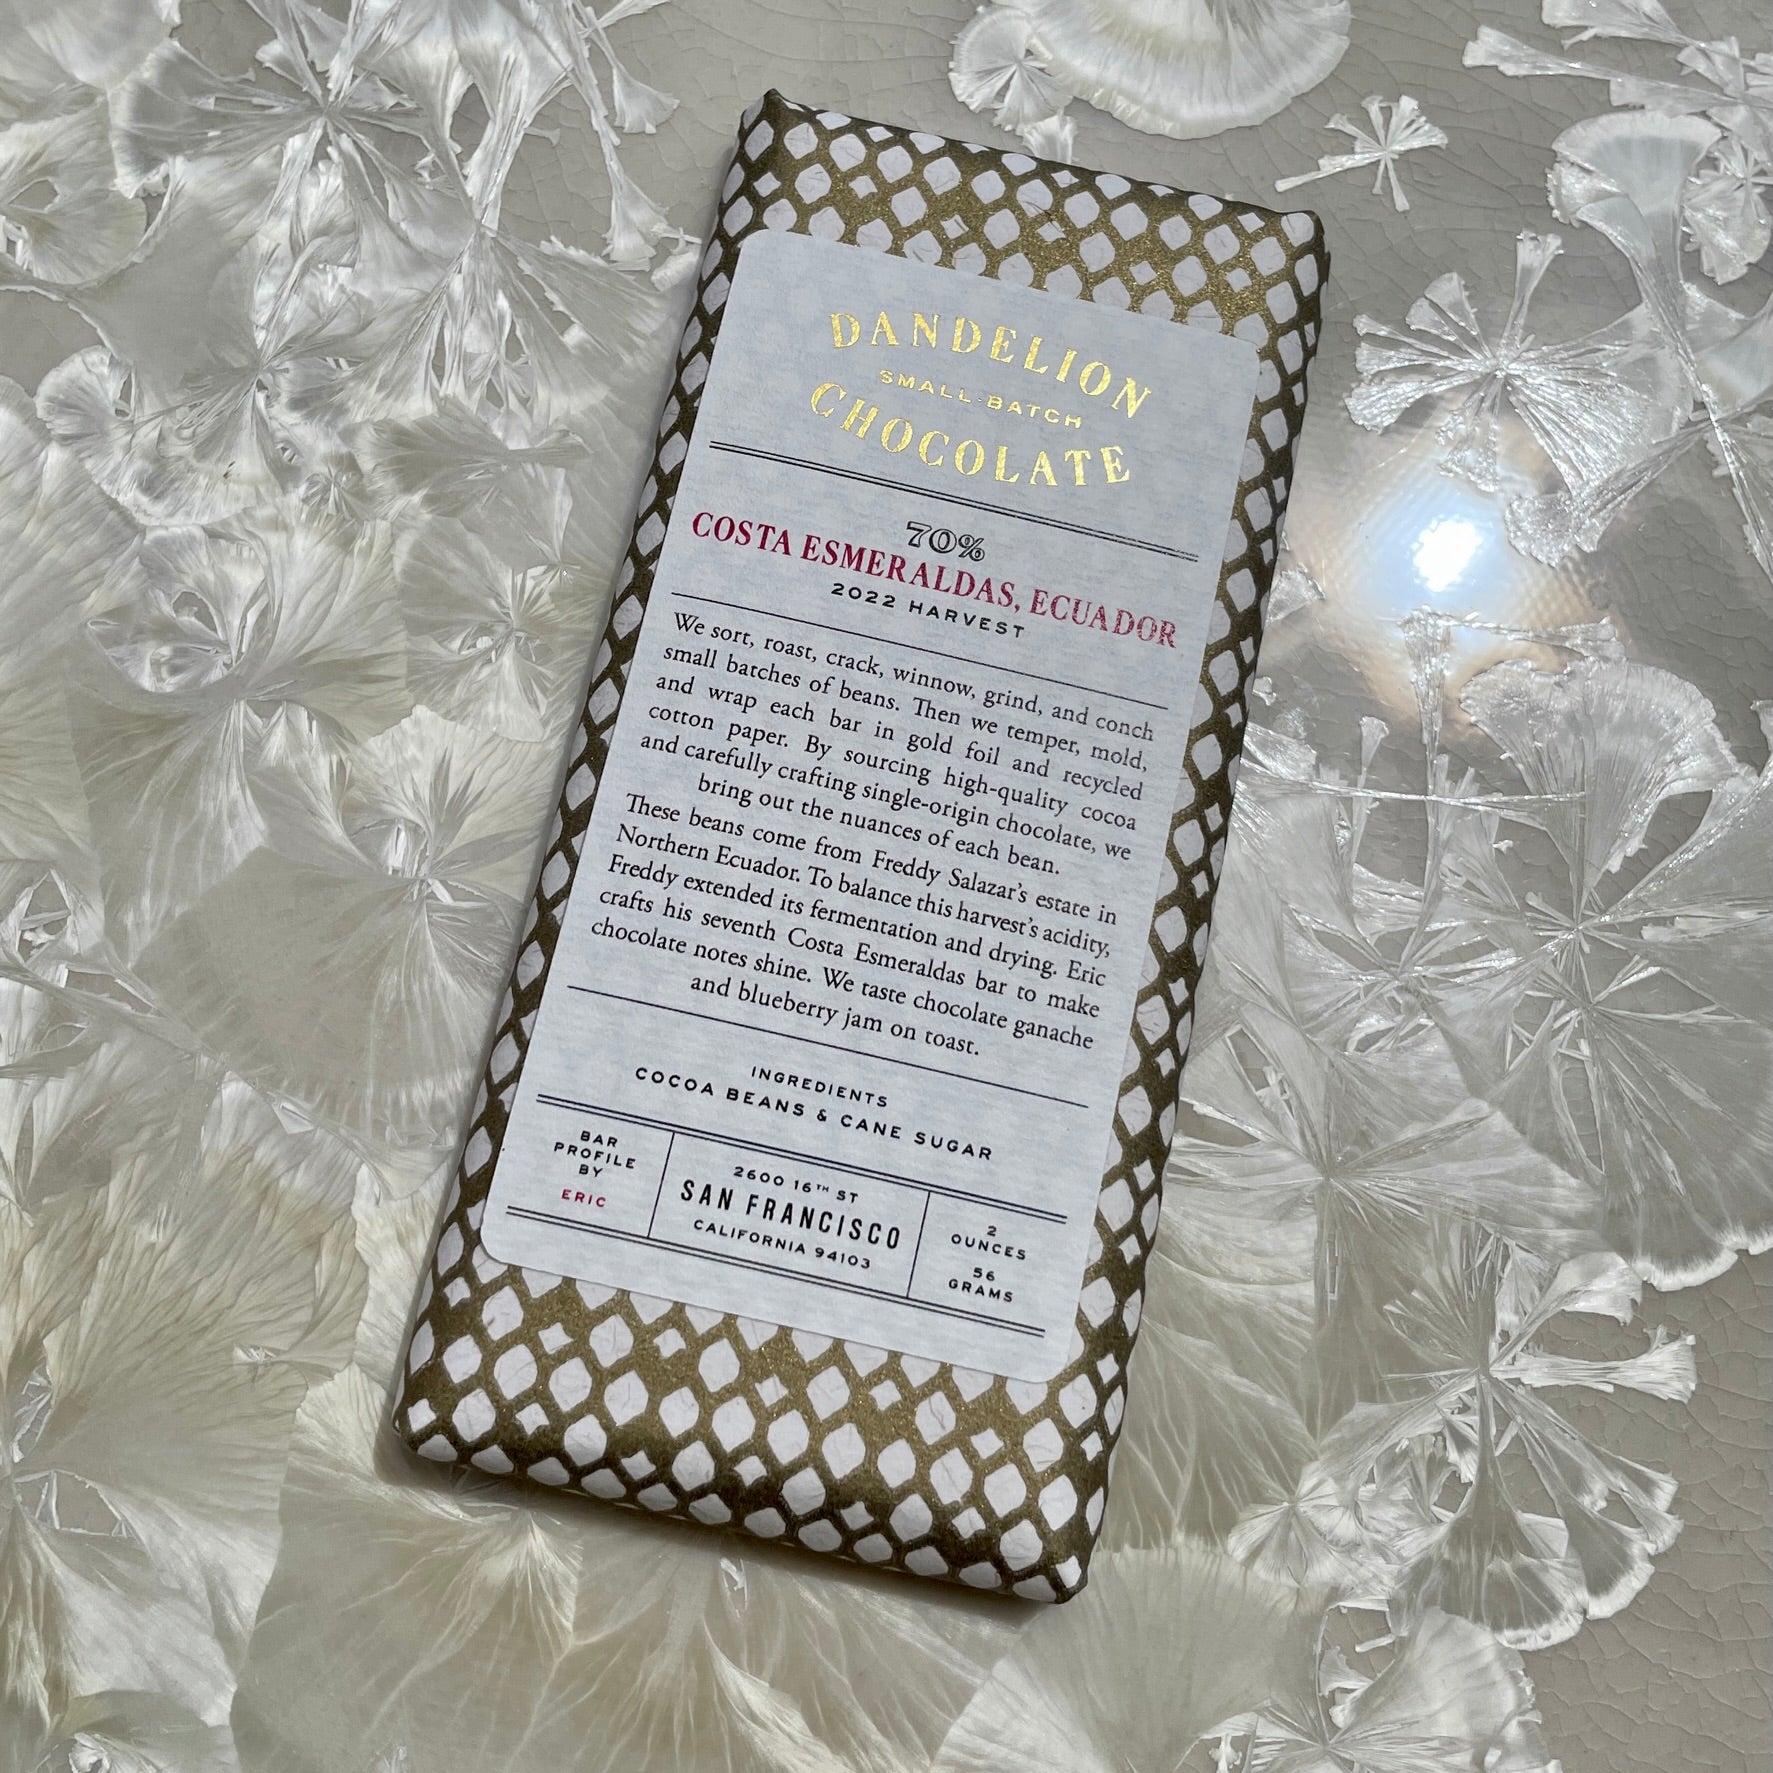 DANDELION
SMALL-BATCH
CHOCOLATE
70%
COSTA ESMERALDAS, ECUADOR
2022 HARVEST
We sort, roast, crack, winnow, grind, and conch
small batches of beans. Then we temper, mold,
and wrap each bar in gold foil and recycled
cotton paper. By sourcing high-quality cocoa
and carefully crafting single-origin chocolate, we
bring out the nuances of each bean.
These beans come from Freddy Salazar's estate in
Northern Ecuador. To balance this harvest's acidity,
Freddy extended its fermentation and drying. Eric
crafts his seventh Costa Esmeraldas bar to make
chocolate notes shine. We taste chocolate ganache
and blueberry jam on toast.
INGREDIENTS
COCOA BEANS & CANE SUGAR
BAR
PROFILE
BY
ERIC
2600 16TH ST
SAN FRANCISCO
CALIFORNIA 94103
2
OUNCES
56
GRAMS